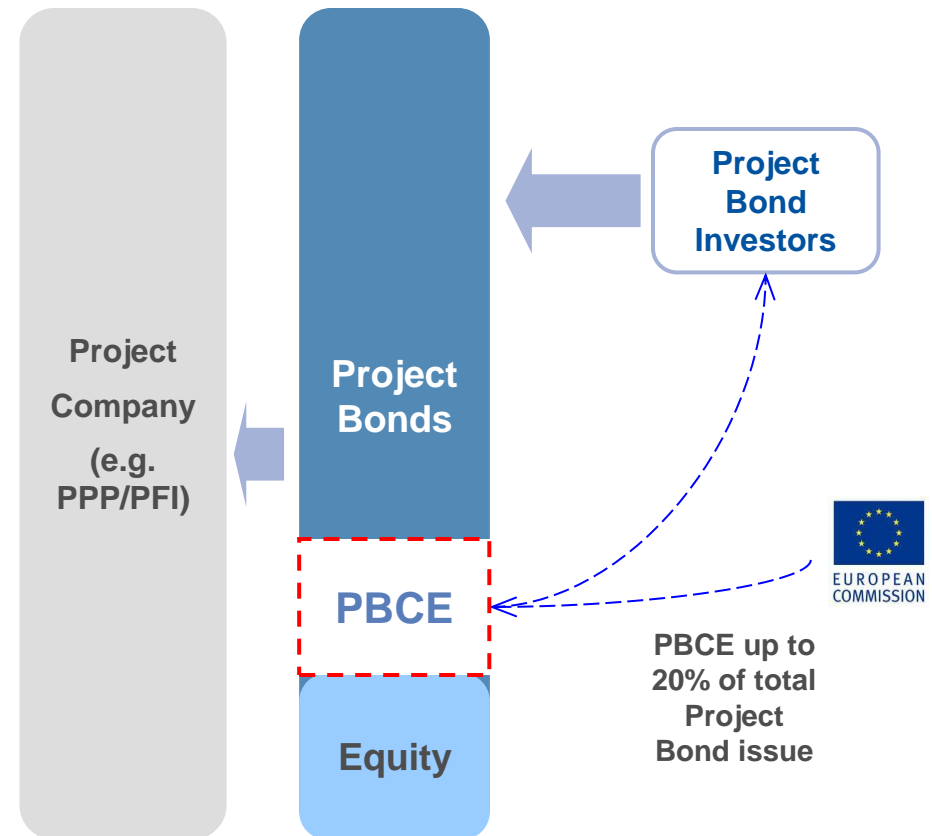 Project
Company
(e.g.
PPP/PFI)
Project
Bonds
PBCE
Equity
Project
Bond
Investors
EUROPEAN
COMMISSION
PBCE up to
20% of total
Project
Bond issue